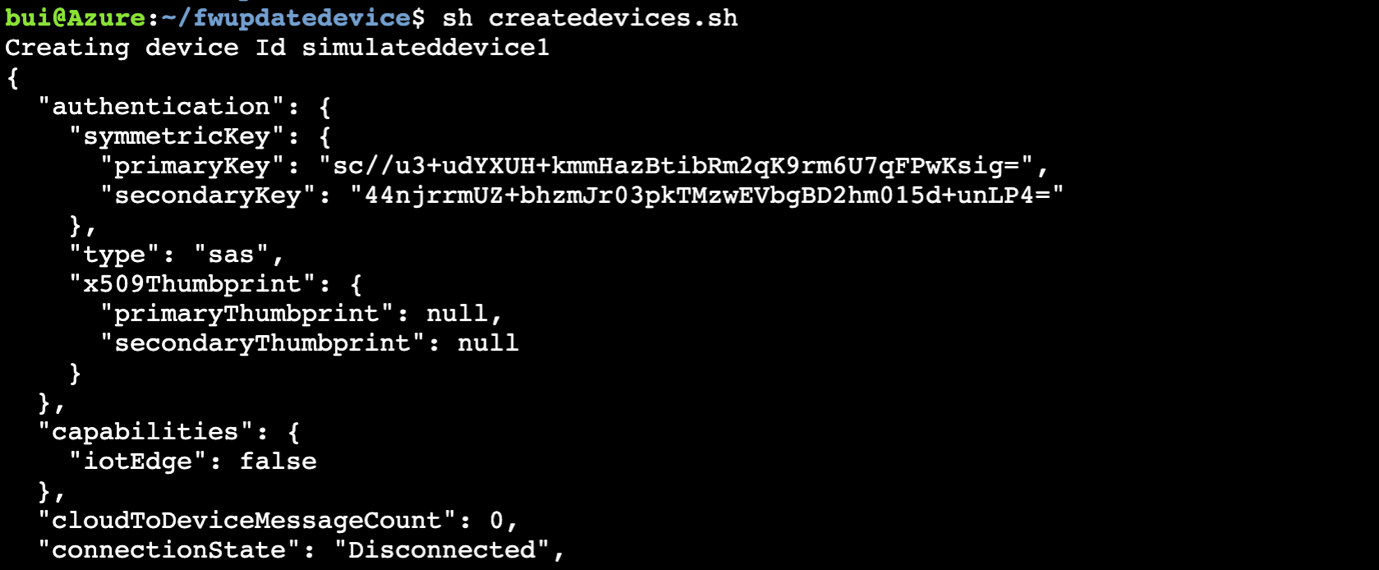 bui@Azure:~/fwupdatedevice$ sh createdevices.sh
Creating device Id simulateddevice1
{
  "authentication": {
    "symmetricKey": {
      "primaryKey": "sc//u3+udYXUH+kmmHazBtibRm2qK9rm6U7qFPwKsig=",
      "secondaryKey": "44njrrmUZ+bhzmJr03pkTMzwEVbgBD2hm015d+unLP4="
    },
    "type": "sas",
    "x509Thumbprint": {
      "primaryThumbprint": null,
      "secondaryThumbprint": null
    }
  },
  "capabilities": {
    "iotEdge": false
  },
  "cloudToDeviceMessageCount": 0,
  "connectionState": "Disconnected",